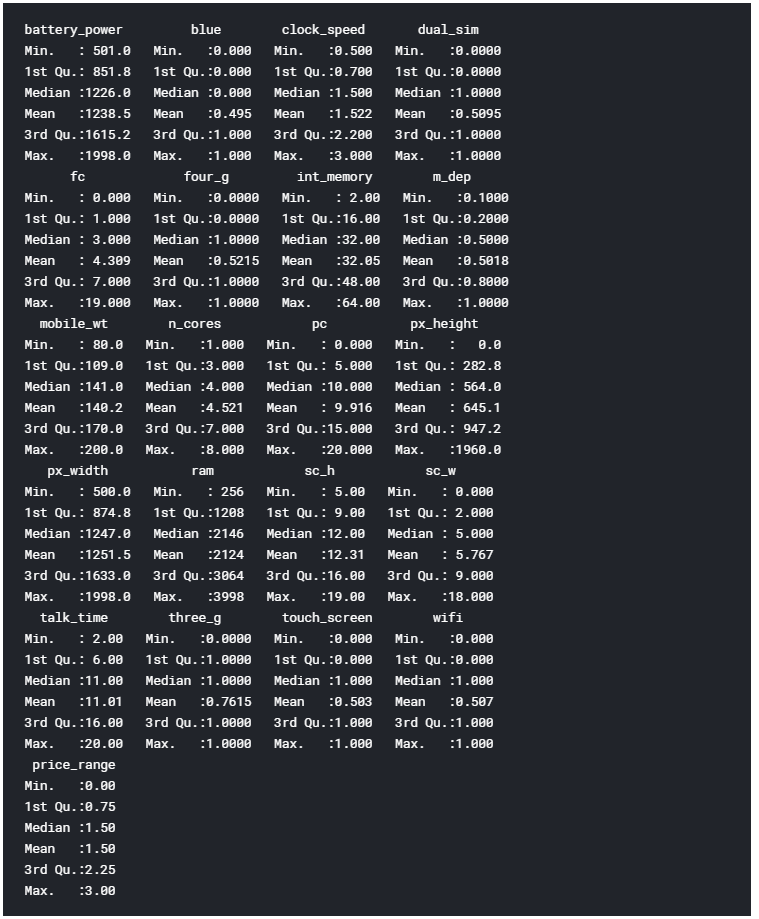 battery_power blue clock_speed dual_sim
Min. : 501.0 Min. :0.000 Min. :0.500 Min. :0.0000
1st Qu.: 851.8 1st Qu.:0.000 1st Qu.:0.700 1st Qu.:0.0000
Median :1226.0 Median :0.000 Median :1.500 Median :1.0000
Mean :1238.5 Mean :0.495 Mean :1.522 Mean :0.5095
3rd Qu.:1615.2 3rd Qu.:1.000 3rd Qu.:2.200 3rd Qu.:1.0000
Max. :1998.0 Max. :1.000 Max. :3.000 Max. :1.0000
fc four_g int_memory m_dep
Min. : 0.000 Min. :0.0000 Min. : 2.00 Min. :0.1000
1st Qu.: 1.000 1st Qu.:0.0000 1st Qu.:16.00 1st Qu.:0.2000
Median : 3.000 Median :1.0000 Median :32.00 Median :0.5000
Mean : 4.309 Mean :0.5215 Mean :32.05 Mean :0.5018
3rd Qu.: 7.000 3rd Qu.:1.0000 3rd Qu.:48.00 3rd Qu.:0.8000
Max. :19.000 Max. :1.0000 Max. :64.00 Max. :1.0000
mobile_wt n_cores pc px_height
Min. : 80.0 Min. :1.000 Min. : 0.000 Min. : 0.0
1st Qu.:109.0 1st Qu.:3.000 1st Qu.: 5.000 1st Qu.: 282.8
Median :141.0 Median :4.000 Median :10.000 Median : 564.0
Mean :140.2 Mean :4.521 Mean : 9.916 Mean : 645.1
3rd Qu.:170.0 3rd Qu.:7.000 3rd Qu.:15.000 3rd Qu.: 947.2
Max. :200.0 Max. :8.000 Max. :20.000 Max. :1960.0
px_width ram sc_h sc_w
Min. : 500.0 Min. : 256 Min. : 5.00 Min. : 0.000
1st Qu.: 874.8 1st Qu.:1208 1st Qu.: 9.00 1st Qu.: 2.000
Median :1247.0 Median :2146 Median :12.00 Median : 5.000
Mean :1251.5 Mean :2124 Mean :12.31 Mean : 5.767
3rd Qu.:1633.0 3rd Qu.:3064 3rd Qu.:16.00 3rd Qu.: 9.000
Max. :1998.0 Max. :3998 Max. :19.00 Max. :18.000
talk_time three_g touch_screen wifi
Min. : 2.00 Min. :0.0000 Min. :0.000 Min. :0.000
1st Qu.: 6.00 1st Qu.:1.0000 1st Qu.:0.000 1st Qu.:0.000
Median :11.00 Median :1.0000 Median :1.000 Median :1.000
Mean :11.01 Mean :0.7615 Mean :0.503 Mean :0.507
3rd Qu.:16.00 3rd Qu.:1.0000 3rd Qu.:1.000 3rd Qu.:1.000
Max. :20.00 Max. :1.0000 Max. :1.000 Max. :1.000
price_range
Min. :0.00
1st Qu.:0.75
Median :1.50
Mean :1.50
3rd Qu.:2.25
Max. :3.00